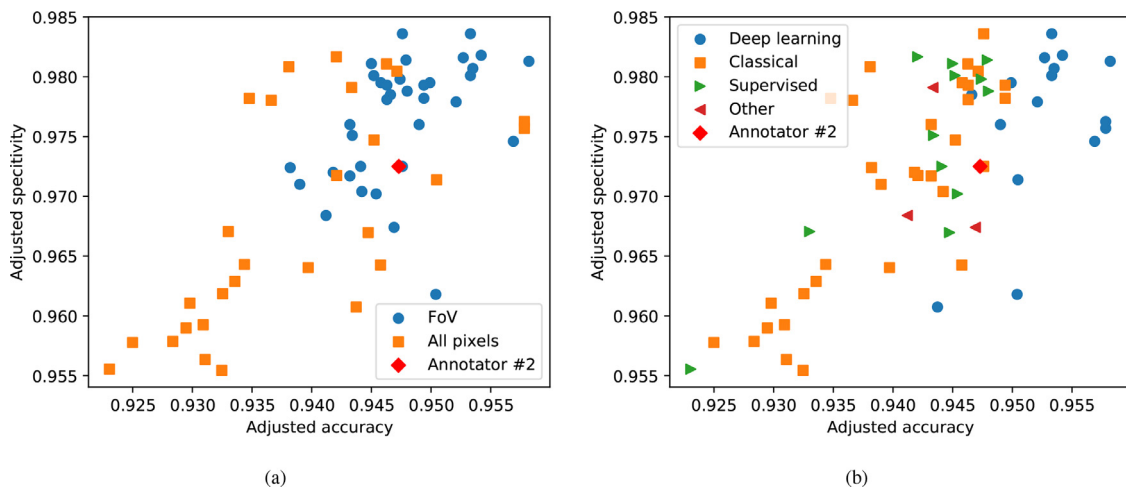 0.985
0.980
0.975
0.970
0.965
0.960
0.955
Adjusted specitivity
FoV
All pixels
Annotator #2
0.925 0.930 0.935 0.940 0.945 0.950 0.955
Adjusted accuracy
(a)
0.985
0.980
0.975
0.970
0.965
0.960
0.955
Adjusted specitivity
Deep learning
Classical
Supervised
Other
Annotator #2
0.925 0.930 0.935 0.940 0.945 0.950 0.955
Adjusted accuracy
(b)